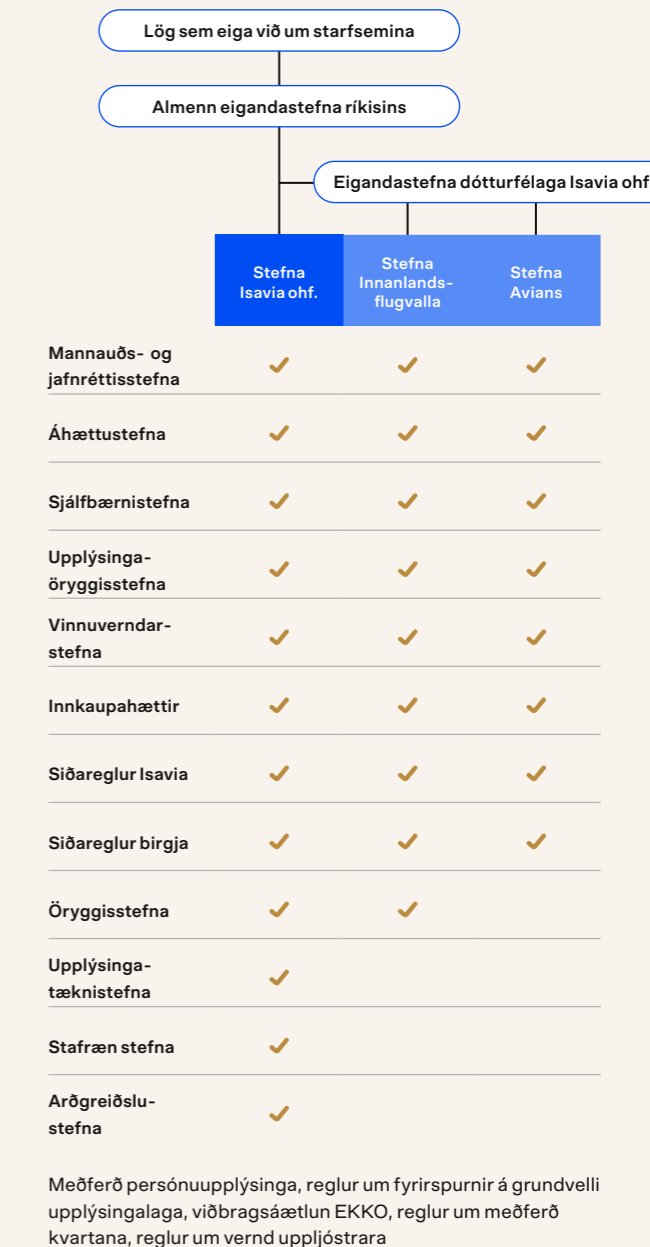 Lög sem eiga við um starfsemina
Almenn eigandastefna ríkisins
Eigandastefna dótturfélaga Isavia ohf
Stefna
Isavia ohf.
Stefna
Innanlands-
flugvalla
Stefna
Avians
Mannauðs- og
jafnréttisstefna
Áhættustefna
Sjálfbærnistefna
Upplýsinga-
öryggisstefna
Vinnuverndar-
stefna
Innkaupahættir
Siðareglur Isavia
Siðareglur birgja
Öryggisstefna
Upplýsinga-
tæknistefna
Stafræn stefna
Arðgreiðslu-
stefna
Meðferð persónuupplýsinga, reglur um fyrirspurnir á grundvelli
upplýsingalaga, viðbragsáætlun EKKO, reglur um meðferð
kvartana, reglur um vernd uppljóstrara